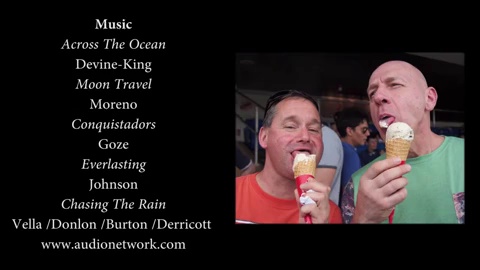 Music
Across The Ocean
Devine-King
Moon Travel
Moreno
Conquistadors
Goze
Everlasting
Johnson
Chasing The Rain
Vella /Donlon /Burton /Derricott
www.audionetwork.com